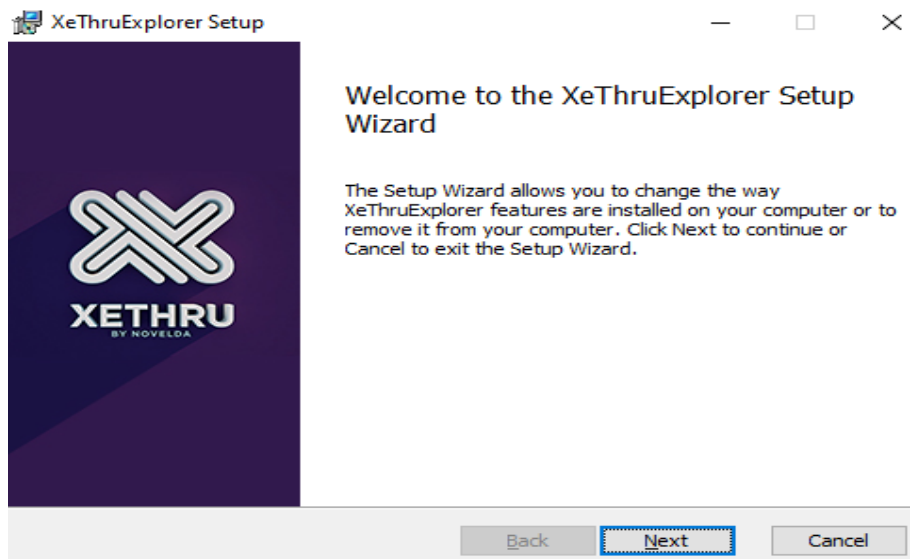 XeThruExplorer Setup
Welcome to the XeThruExplorer Setup
Wizard
The Setup Wizard allows you to change the way
XeThruExplorer features are installed on your computer or to
remove it from your computer. Click Next to continue or
Cancel to exit the Setup Wizard.
XETHRU
BY NOVELDA
Back
Next
Cancel